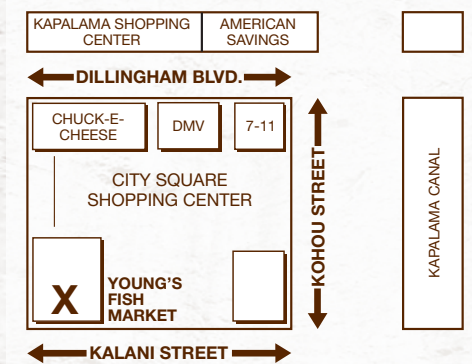 KAPALAMA SHOPPING
CENTER
AMERICAN
SAVINGS
DILLINGHAM BLVD.
CHUCK-E-
CHEESE
DMV
7-11
CITY SQUARE
SHOPPING CENTER
KOHOU STREET
KAPALAMA CANAL
X
YOUNG'S
FISH
MARKET
KALANI STREET